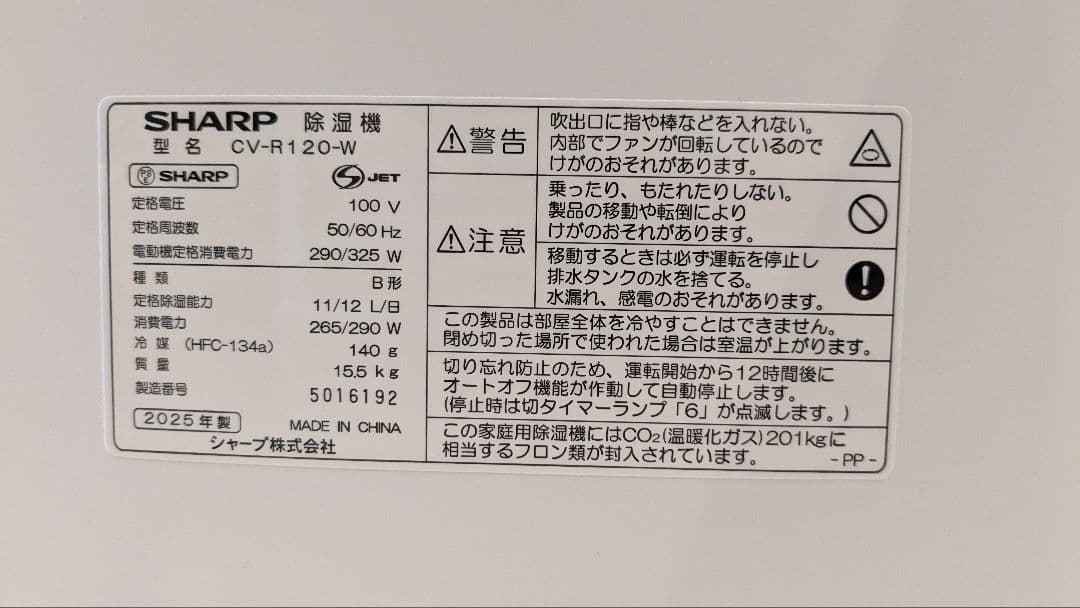 SHARP 除湿機
型名 CV-R120-W
PS E SHARP
S JET
定格電圧 100 V
定格周波数 50/60 Hz
電動機定格消費電力 290/325 W
種類 B形
定格除湿能力 11/12 L/日
消費電力 265/290 W
冷媒 (HFC-134a) 140 g
質量 15.5 kg
製造番号 5016192
2025年製 MADE IN CHINA
シャープ株式会社
警告
吹出口に指や棒などを入れない。
内部でファンが回転しているので
けがのおそれがあります。
注意
乗ったり、もたれたりしない。
製品の移動や転倒により
けがのおそれがあります。
移動するときは必ず運転を停止し
排水タンクの水を捨てる。
水漏れ、感電のおそれがあります。
この製品は部屋全体を冷やすことはできません。
閉め切った場所で使われた場合は室温が上がります。
切り忘れ防止のため、運転開始から12時間後に
オートオフ機能が作動して自動停止します。
(停止時は切タイマーランプ「6」が点滅します。)
この家庭用除湿機にはCO₂(温暖化ガス)201kgに
相当するフロン類が封入されています。
-PP-